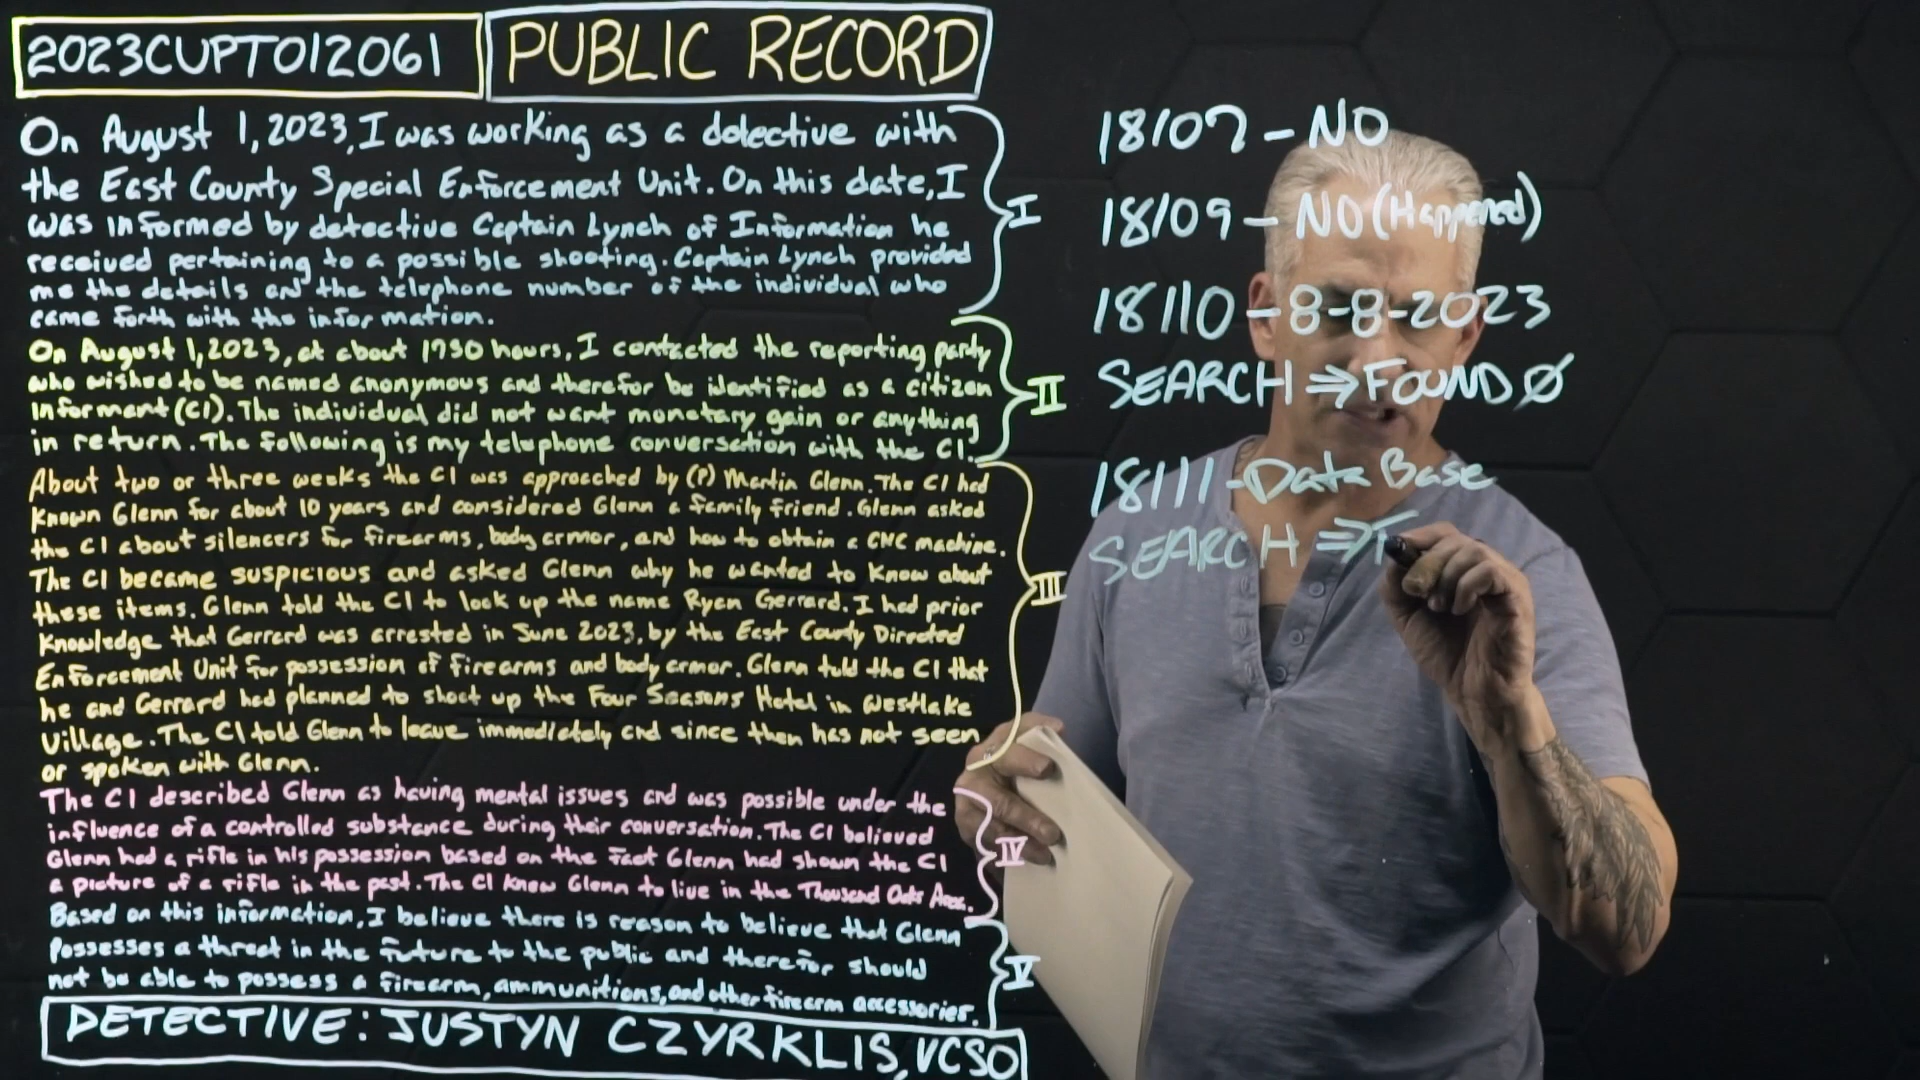 2023CUPT012061
PUBLIC RECORD
On August 1, 2023, I was working as a detective with
the East County Special Enforcement Unit. On this date, I
was informed by detective Captain Lynch of Information he
received pertaining to a possible shooting. Captain Lynch provided
me the details and the telephone number of the individual who
came forth with the information.
I
On August 1, 2023, at about 1730 hours, I contacted the reporting party
who wished to be named anonymous and therefor be identified as a citizen
informant (CI). The individual did not want monetary gain or anything
in return. The following is my telephone conversation with the CI.
II
About two or three weeks the CI was approached by (P) Martin Glenn. The CI had
known Glenn for about 10 years and considered Glenn a family friend. Glenn asked
the CI about silencers for firearms, body armor, and how to obtain a CNC machine.
The CI became suspicious and asked Glenn why he wanted to know about
these items. Glenn told the CI to look up the name Ryan Gerrard. I had prior
knowledge that Gerrard was arrested in June 2023, by the East County Directed
Enforcement Unit for possession of firearms and body armor. Glenn told the CI that
he and Gerrard had planned to shoot up the Four Seasons Hotel in Westlake
Village. The CI told Glenn to leave immediately and since then has not seen
or spoken with Glenn.
III
The CI described Glenn as having mental issues and was possible under the
influence of a controlled substance during their conversation. The CI believed
Glenn had a rifle in his possession based on the fact Glenn had shown the CI
a picture of a rifle in the past. The CI know Glenn to live in the Thousand Oaks Area.
IV
Based on this information, I believe there is reason to believe that Glenn
Possesses a threat in the future to the public and therefor should
not be able to possess a firearm, ammunitions, and other firearm accessories.
V
DETECTIVE: JUSTYN CZYRKLIS, VCSO
18107 - NO
18109 - NO (Happened)
18110 - 8-8-2023
SEARCH ⇒ FOUND Ø
18111 - Data Base
SEARCH ⇒ F